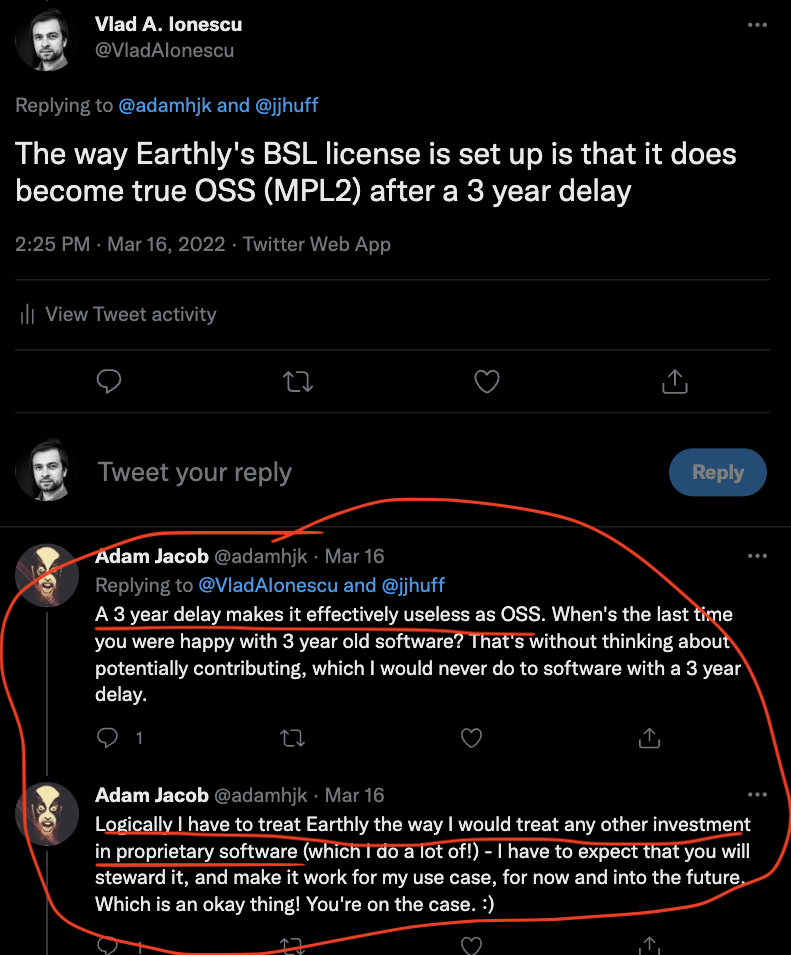 Vlad A. Ionescu
@VladAIonescu
Replying to @adamhjk and @jjhuff
The way Earthly's BSL license is set up is that it does
become true OSS (MPL2) after a 3 year delay
2:25 PM · Mar 16, 2022 · Twitter Web App
View Tweet activity
Tweet your reply
Reply
Adam Jacob @adamhjk · Mar 16
Replying to @VladAIonescu and @jjhuff
A 3 year delay makes it effectively useless as OSS. When's the last time
you were happy with 3 year old software? That's without thinking about
potentially contributing, which I would never do to software with a 3 year
delay.
1
Adam Jacob @adamhjk · Mar 16
Logically I have to treat Earthly the way I would treat any other investment
in proprietary software (which I do a lot of!) - I have to expect that you will
steward it, and make it work for my use case, for now and into the future.
Which is an okay thing! You're on the case. :)
1